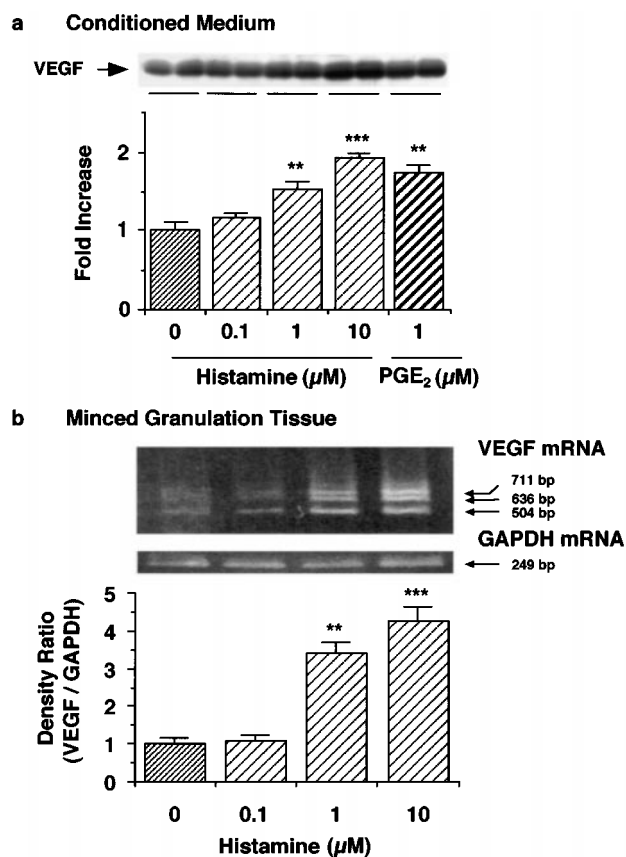 a Conditioned Medium
VEGF
Fold Increase
2
1
0
** *** **
0 0.1 1 10 1
Histamine (µM) PGE₂ (µM)
b Minced Granulation Tissue
VEGF mRNA
711 bp
636 bp
504 bp
GAPDH mRNA
249 bp
Density Ratio
(VEGF / GAPDH)
5
4
3
2
1
0
** ***
0 0.1 1 10
Histamine (µM)